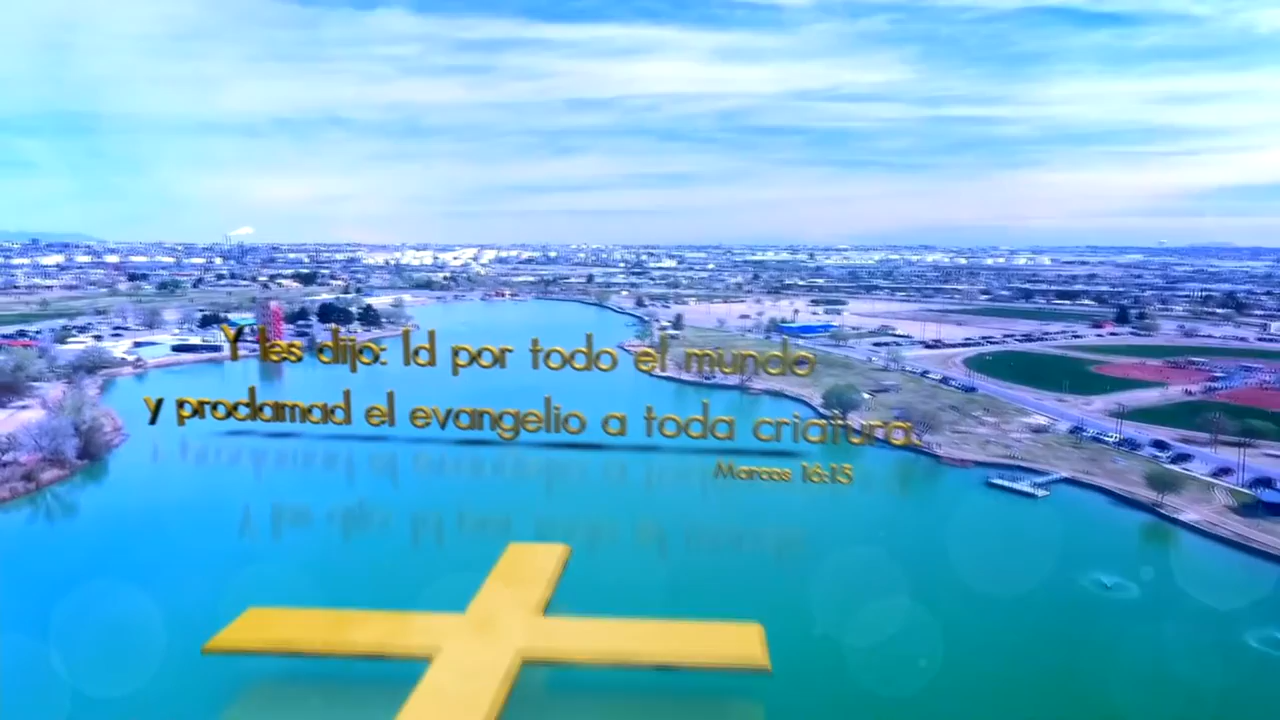 Y les dijo: Id por todo el mundo
y proclamad el evangelio a toda criatura.
Marcos 16:15